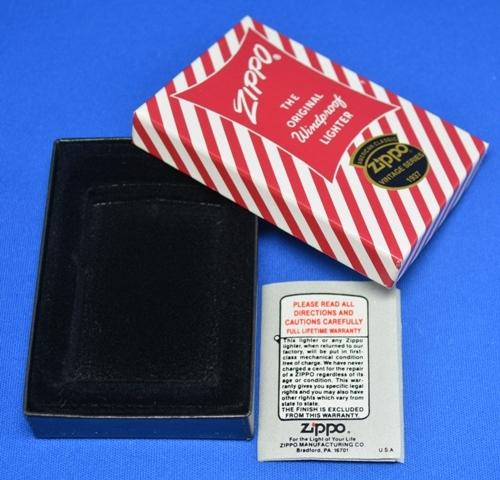 Zippo
THE
ORIGINAL
Windproof
LIGHTER
AMERICAN CLASSIC
Zippo
VINTAGE SERIES
1937
PLEASE READ ALL
DIRECTIONS AND
CAUTIONS CAREFULLY
FULL LIFETIME WARRANTY
This lighter or any Zippo
lighter, when returned to our
factory, will be put in first-
class mechanical condition
free of charge. We have never
charged a cent for the repair
of a ZIPPO regardless of its
age or condition. This war-
ranty gives you specific legal
rights and you may also have
other rights which vary from
state to state.
THE FINISH IS EXCLUDED
FROM THIS WARRANTY.
zippo®
For the Light of Your Life
ZIPPO MANUFACTURING CO.
Bradford, PA. 16701 U.S.A